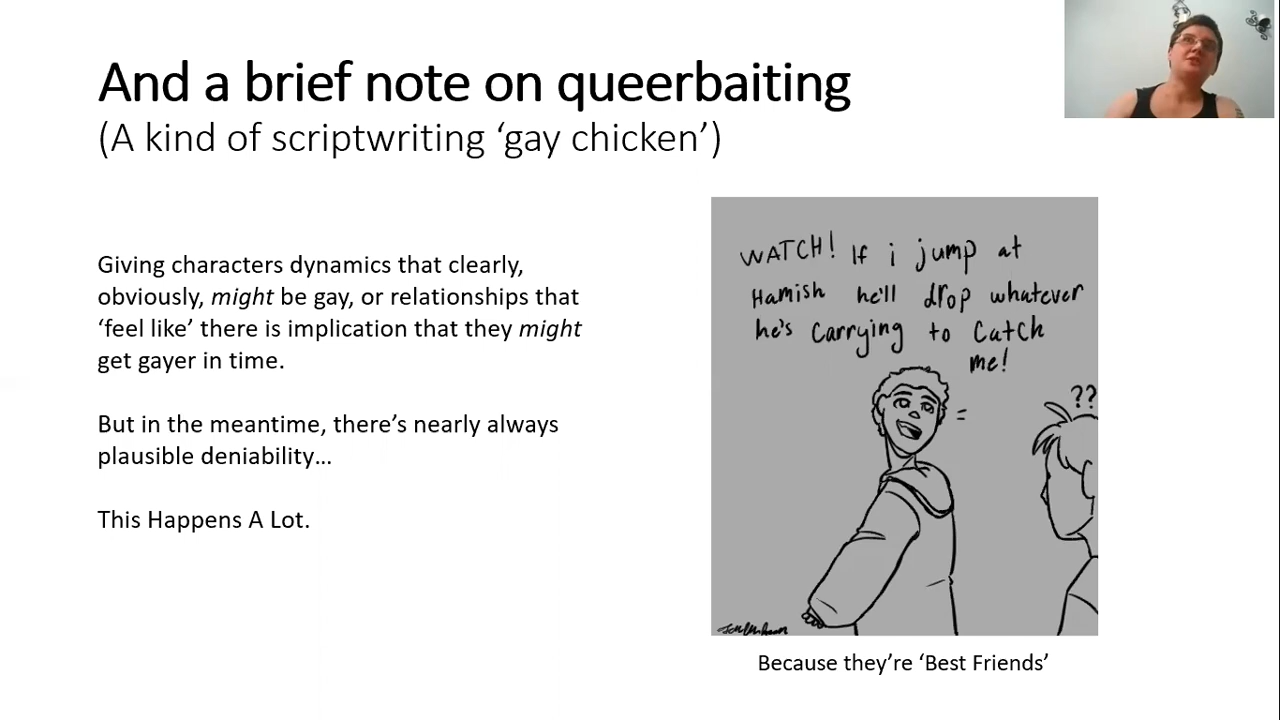 And a brief note on queerbaiting
(A kind of scriptwriting ‘gay chicken’)
Giving characters dynamics that clearly,
obviously, might be gay, or relationships that
‘feel like’ there is implication that they might
get gayer in time.
But in the meantime, there’s nearly always
plausible deniability…
This Happens A Lot.
WATCH! If i jump at
Hamish he'll drop whatever
he's carrying to catch
me!
??
Because they’re ‘Best Friends’